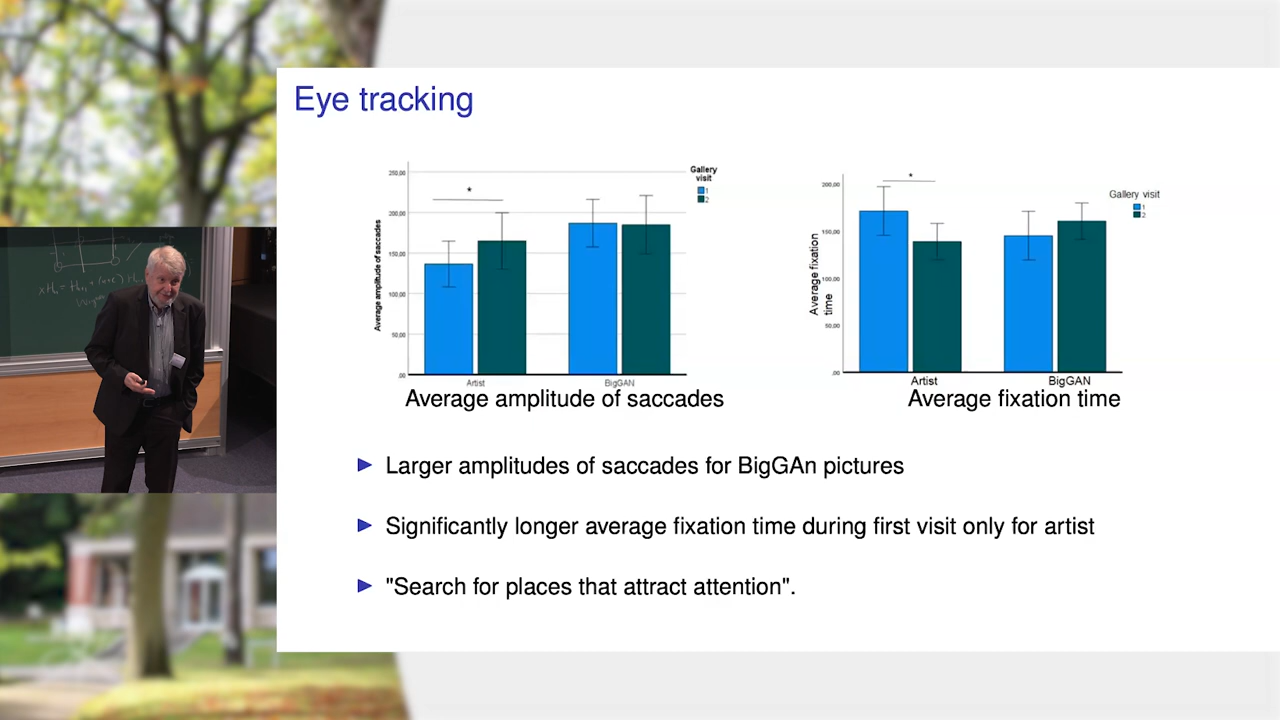 Eye tracking
Gallery
visit
1
2
*
250,00
200,00
150,00
100,00
50,00
,00
Average amplitude of saccades
Artist
BigGAN
Average amplitude of saccades
Gallery visit
1
2
*
200,00
150,00
100,00
50,00
,00
Average fixation
time
Artist
BigGAN
Average fixation time
Larger amplitudes of saccades for BigGAn pictures
Significantly longer average fixation time during first visit only for artist
"Search for places that attract attention".